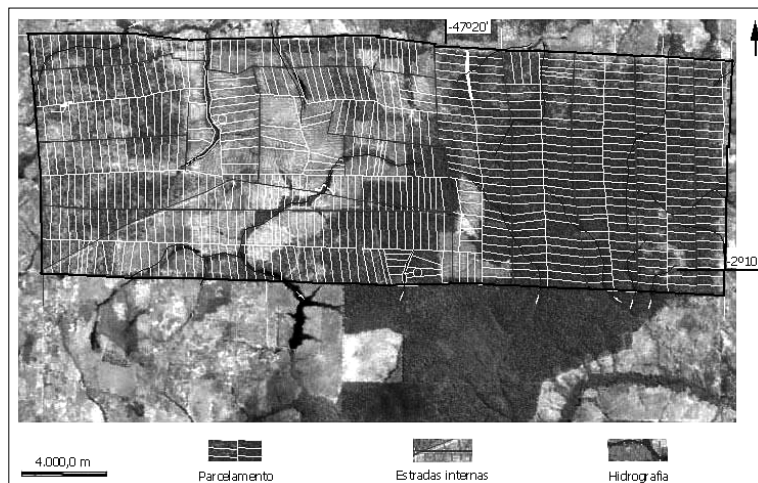 -47º20'
-2º10
4.000,0 m
Parcelamento
Estradas internas
Hidrografia